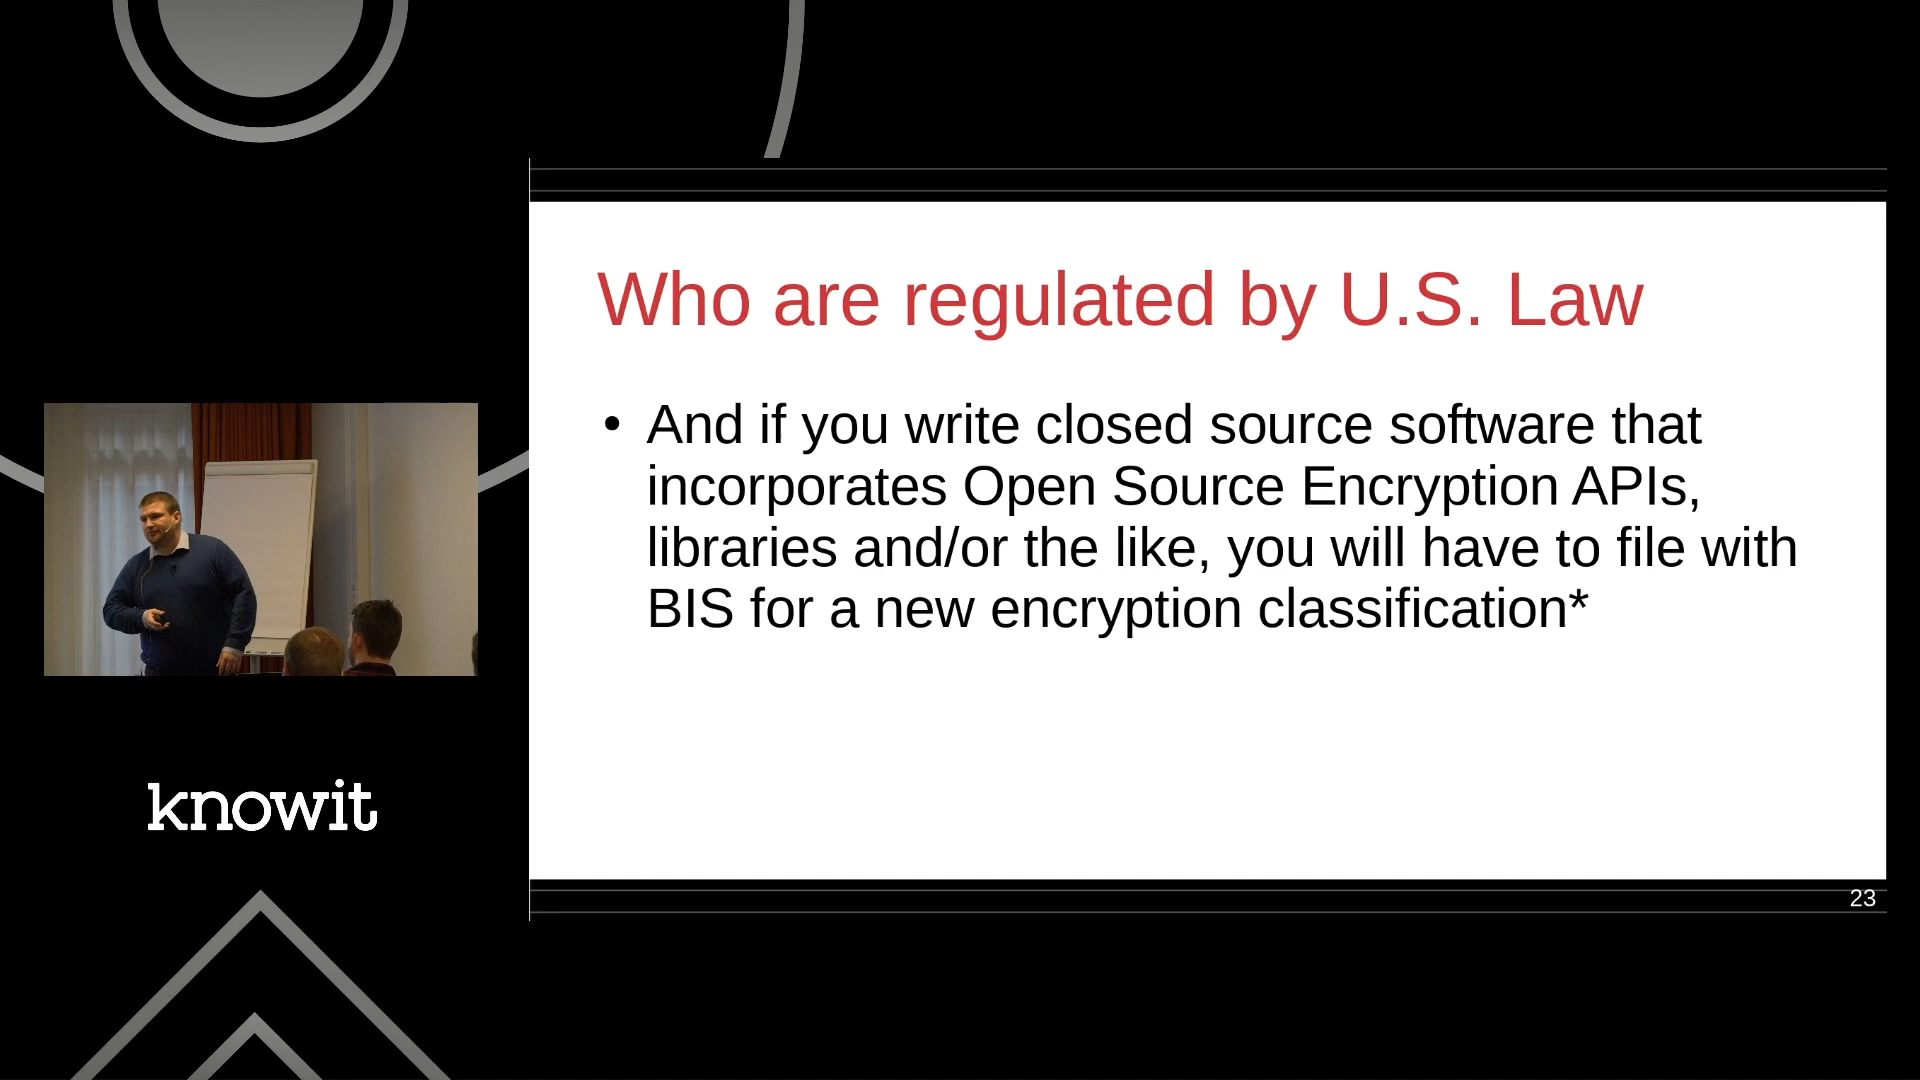 Who are regulated by U.S. Law
• And if you write closed source software that
incorporates Open Source Encryption APIs,
libraries and/or the like, you will have to file with
BIS for a new encryption classification*
knowit
23